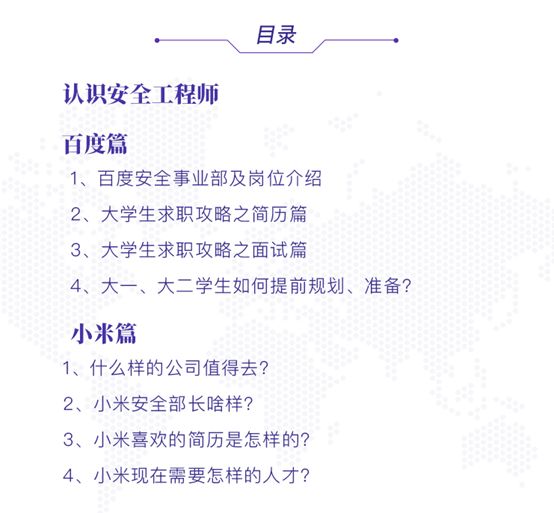 目录
认识安全工程师
百度篇
1、百度安全事业部及岗位介绍
2、大学生求职攻略之简历篇
3、大学生求职攻略之面试篇
4、大一、大二学生如何提前规划、准备?
小米篇
1、什么样的公司值得去?
2、小米安全部长啥样?
3、小米喜欢的简历是怎样的?
4、小米现在需要怎样的人才?